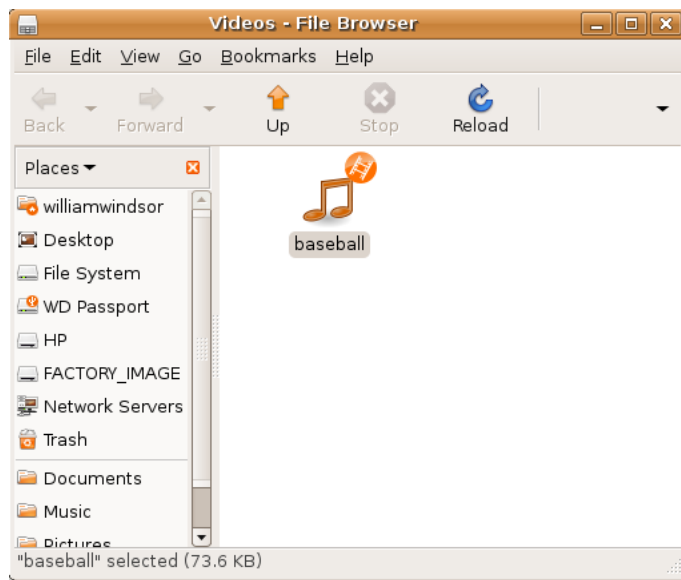 Videos - File Browser
File Edit View Go Bookmarks Help
Back Forward Up Stop Reload
Places
williamwindsor
Desktop
File System
WD Passport
HP
FACTORY_IMAGE
Network Servers
Trash
Documents
Music
Pictures
baseball
"baseball" selected (73.6 KB)